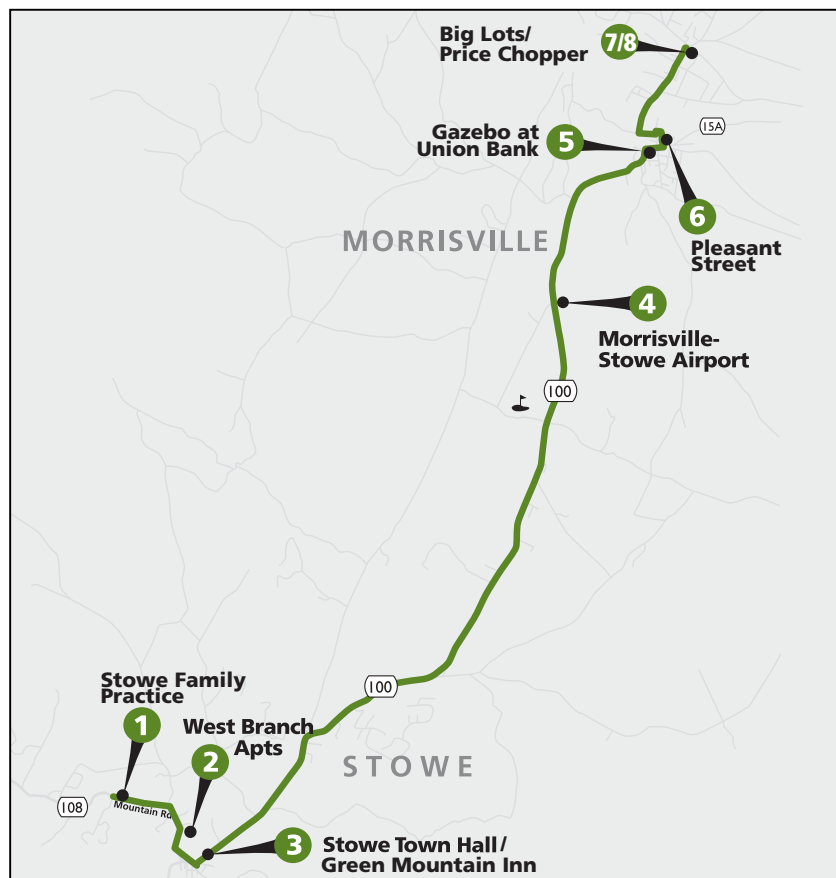 Big Lots/
Price Chopper
7/8
15A
Gazebo at
Union Bank
5
6
Pleasant
Street
MORRISVILLE
4
Morrisville-
Stowe Airport
100
100
Stowe Family
Practice
1
West Branch
Apts
2
STOWE
108
Mountain Rd
3
Stowe Town Hall/
Green Mountain Inn